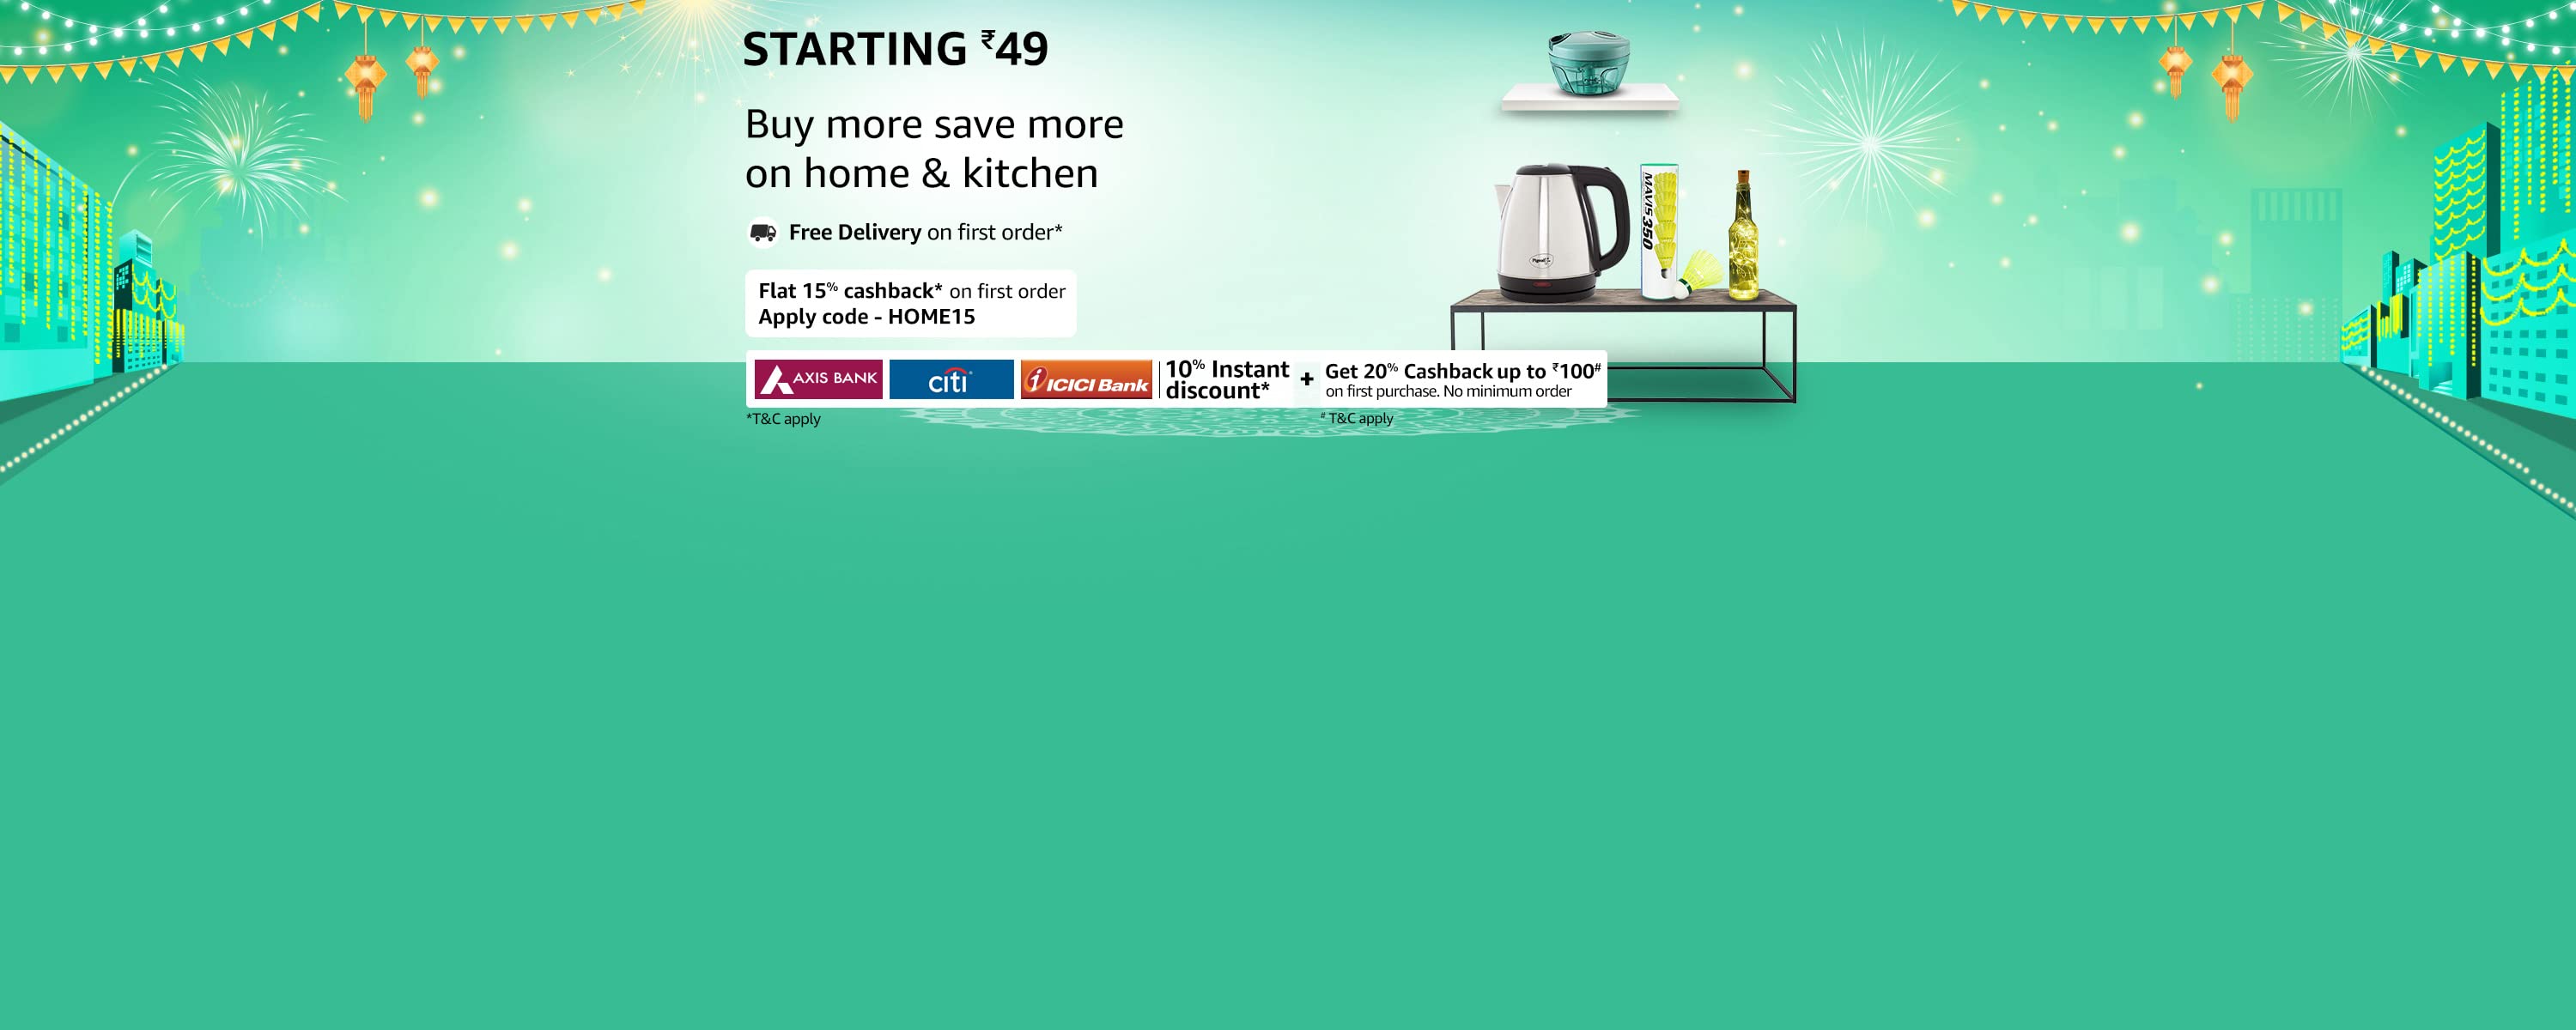 STARTING ₹49
Buy more save more
on home & kitchen
Free Delivery on first order*
Flat 15% cashback* on first order
Apply code - HOME15
AXIS BANK
citi
ICICI Bank
10% Instant
discount*
+
Get 20% Cashback up to ₹100#
on first purchase. No minimum order
*T&C apply
# T&C apply
MAVIS 350
Pigeon